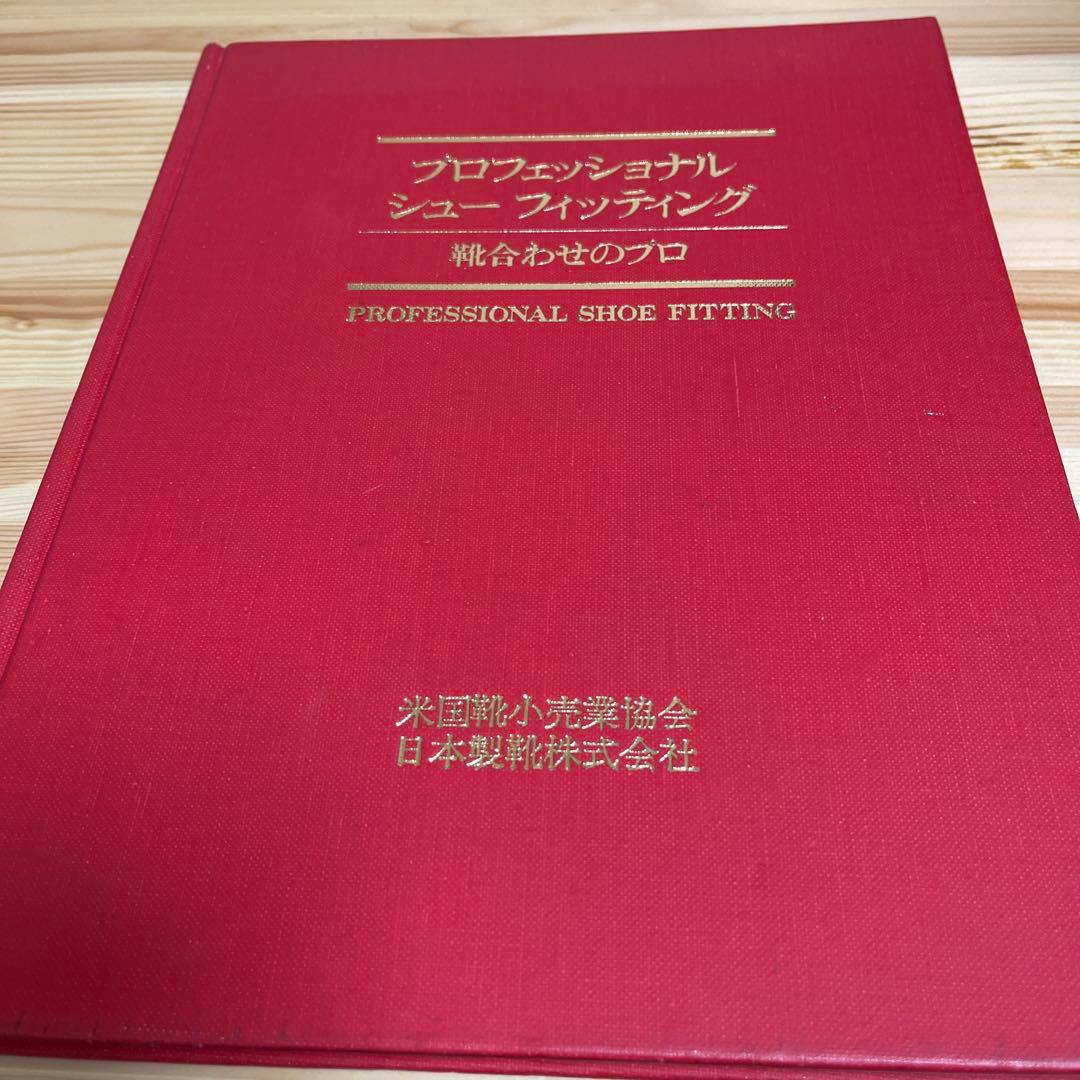 プロフェッショナル
シュー フィッティング
靴合わせのプロ
PROFESSIONAL SHOE FITTING
米国靴小売業協会
日本製靴株式会社